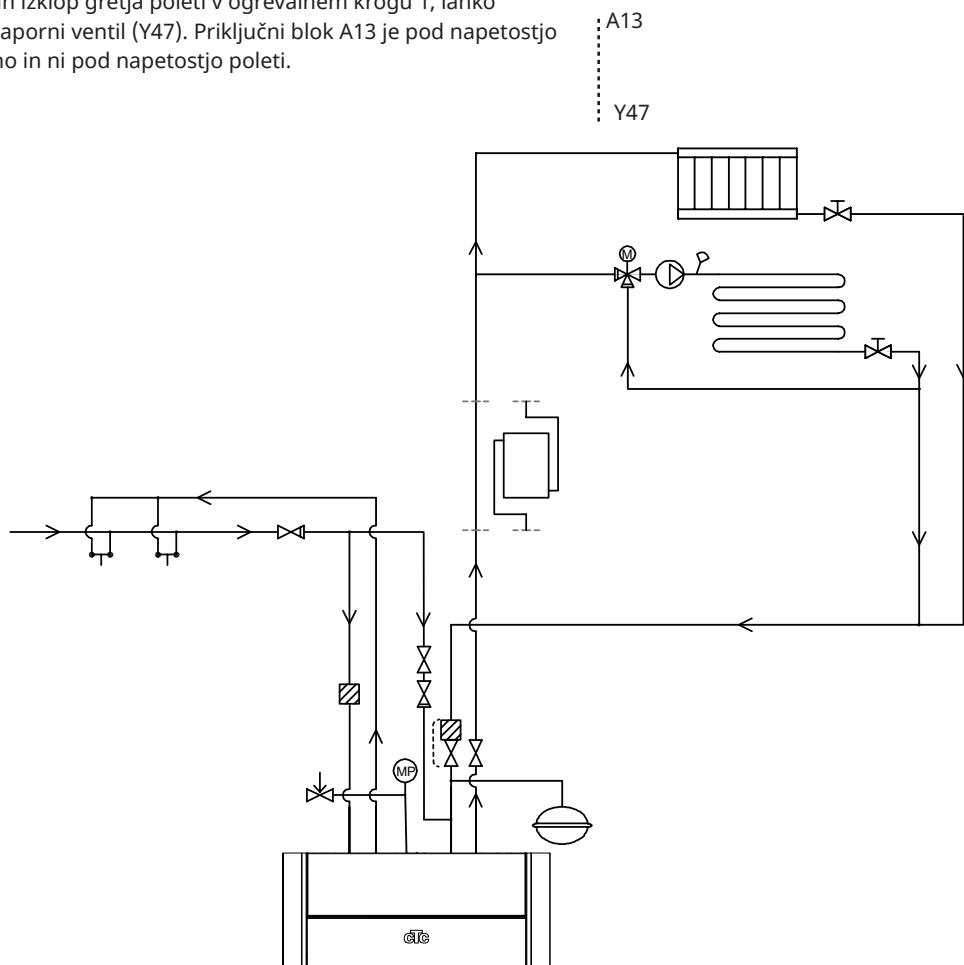 izklop gretja poleti v ogrevalnem krogu 1, lahko
aporni ventil (Y47). Priključni blok A13 je pod napetostjo
no in ni pod napetostjo poleti.
A13
Y47
M
MP
CTC